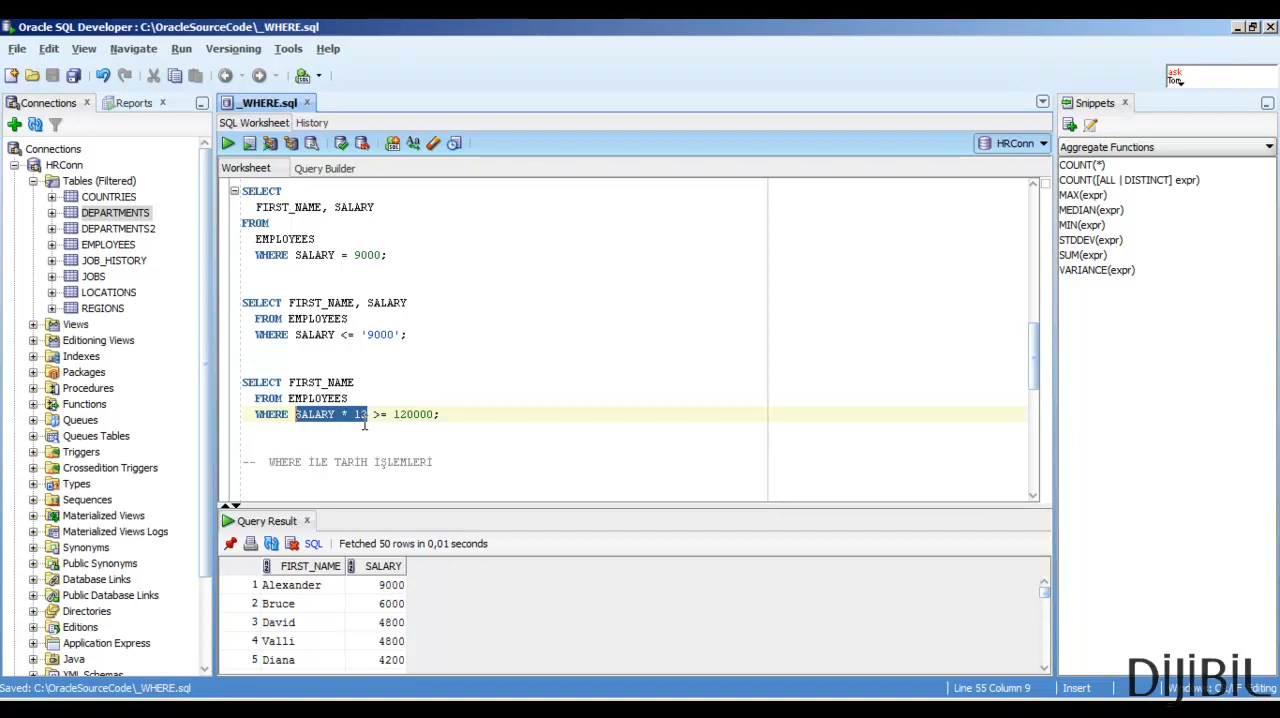 Oracle SQL Developer : C:\OracleSourceCode\_WHERE.sql
File Edit View Navigate Run Versioning Tools Help
ask
Tom
Connections Reports
_WHERE.sql
Snippets
SQL Worksheet History
HRConn
Worksheet Query Builder
Connections
HRConn
Tables (Filtered)
COUNTRIES
DEPARTMENTS
DEPARTMENTS2
EMPLOYEES
JOB_HISTORY
JOBS
LOCATIONS
REGIONS
Views
Editioning Views
Indexes
Packages
Procedures
Functions
Queues
Queues Tables
Triggers
Crossedition Triggers
Types
Sequences
Materialized Views
Materialized Views Logs
Synonyms
Public Synonyms
Database Links
Public Database Links
Directories
Editions
Application Express
Java
XML Schemas
SELECT
FIRST_NAME, SALARY
FROM
EMPLOYEES
WHERE SALARY = 9000;
SELECT FIRST_NAME, SALARY
FROM EMPLOYEES
WHERE SALARY <= '9000';
SELECT FIRST_NAME
FROM EMPLOYEES
WHERE SALARY * 12 >= 120000;
-- WHERE İLE TARİH İŞLEMLERİ
Query Result
SQL Fetched 50 rows in 0,01 seconds
FIRST_NAME SALARY
1 Alexander 9000
2 Bruce 6000
3 David 4800
4 Valli 4800
5 Diana 4200
Aggregate Functions
COUNT(*)
COUNT([ALL | DISTINCT] expr)
MAX(expr)
MEDIAN(expr)
MIN(expr)
STDDEV(expr)
SUM(expr)
VARIANCE(expr)
Saved: C:\OracleSourceCode\_WHERE.sql
Line 55 Column 9 Insert Editing
DiJiBiL